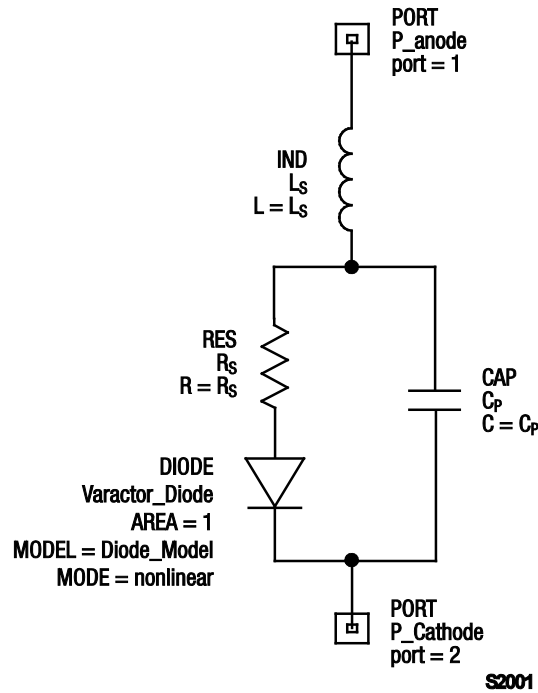 PORT
P_anode
port = 1
IND
LS
L = LS
RES
RS
R = RS
CAP
CP
C = CP
DIODE
Varactor_Diode
AREA = 1
MODEL = Diode_Model
MODE = nonlinear
PORT
P_Cathode
port = 2
S2001